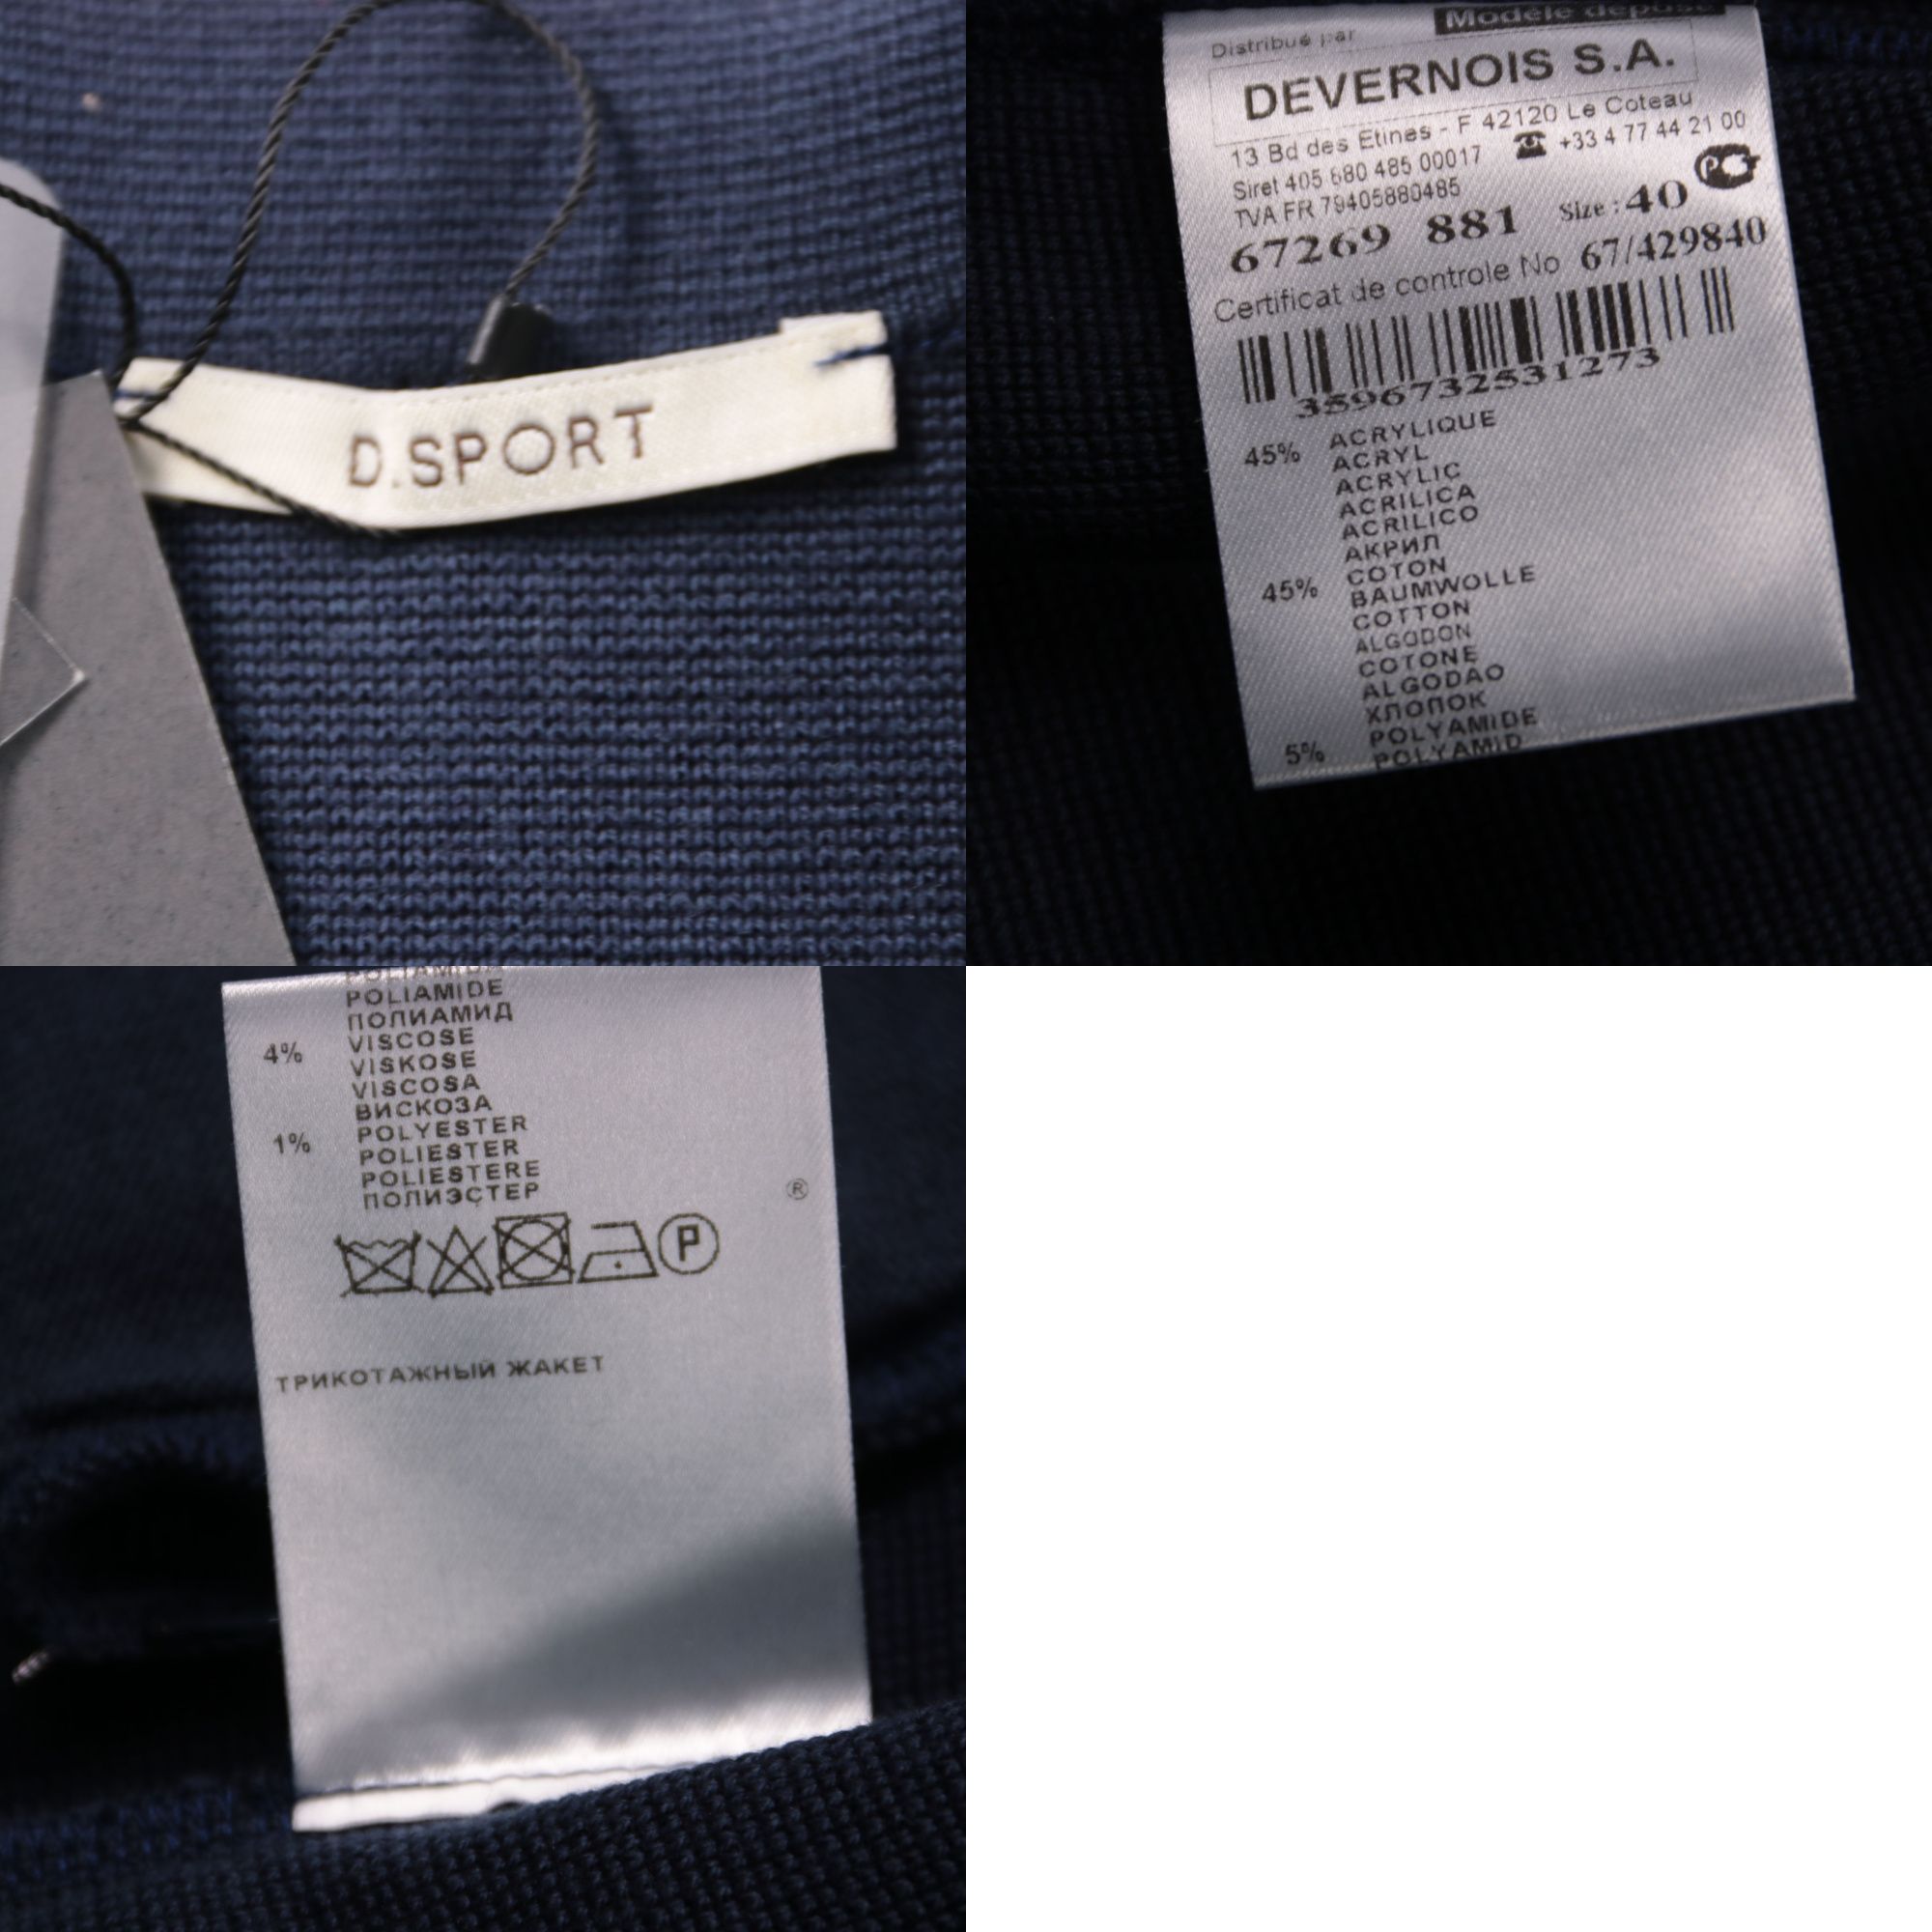 D.SPORT
Modèle déposé
Distribué par
DEVERNOIS S.A.
13 Bd des Etines - F 42120 Le Coteau
Siret 405 880 485 00017 ☎ +33 4 77 44 21 00
TVA FR 79405880485
67269 881 Size : 40
Certificat de controle No 67/429840
3596732531273
45% ACRYLIQUE
ACRYL
ACRYLIC
ACRILICA
ACRILICO
АКРИЛ
45% COTON
BAUMWOLLE
COTTON
ALGODON
COTONE
ALGODAO
ХЛОПОК
5% POLYAMIDE
POLYAMID
POLIAMIDA
POLIAMIDE
ПОЛИАМИД
4% VISCOSE
VISKOSE
VISCOSA
ВИСКОЗА
1% POLYESTER
POLIESTER
POLIESTERE
ПОЛИЭСТЕР
®
P
ТРИКОТАЖНЫЙ ЖАКЕТ